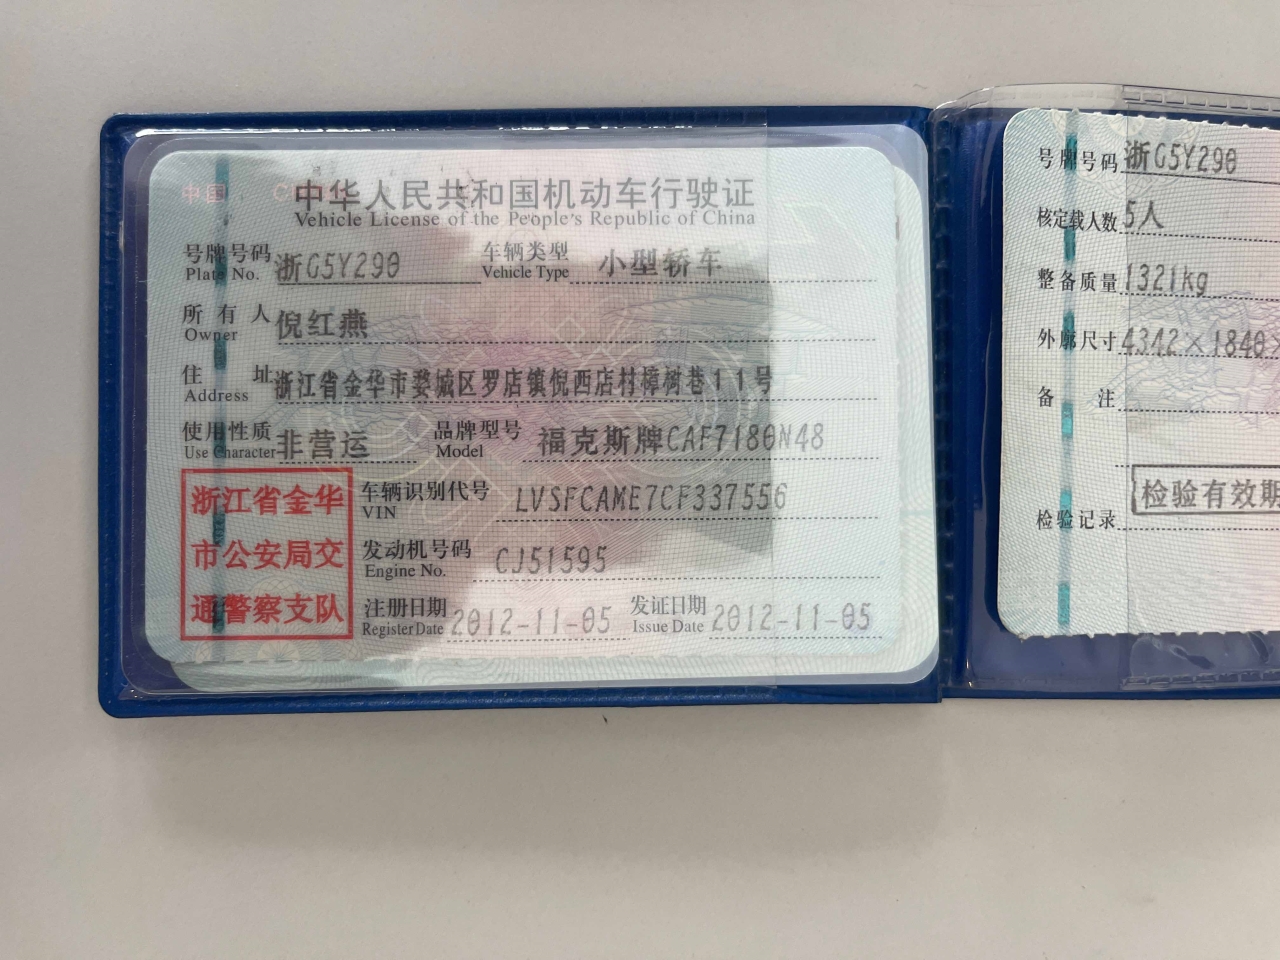 中国
中华人民共和国机动车行驶证
Vehicle License of the People's Republic of China
号牌号码 浙G5Y290 车辆类型 小型轿车
Plate No. Vehicle Type
所有人 倪红燕
Owner
住址 浙江省金华市婺城区罗店镇倪西店村樟树巷11号
Address
使用性质 非营运 品牌型号 福克斯牌CAF7180N48
Use Character Model
浙江省金华
市公安局交
通警察支队
车辆识别代号 LVSFCAME7CF337556
VIN
发动机号码 CJ51595
Engine No.
注册日期 2012-11-05 发证日期 2012-11-05
Register Date Issue Date
号牌号码 浙G5Y290
核定载人数 5人
整备质量 1321kg
外廓尺寸 4342×1840×
备注
检验有效期
检验记录